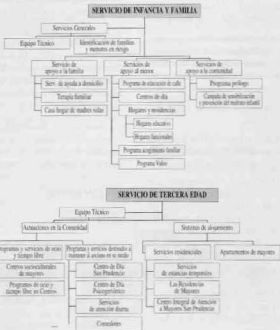 SERVICIO DE INFANCIA Y FAMILIA
Servicios Generales
Equipo Técnico
Identificación de familias
y menores en riesgo
Servicio de
apoyo a la familia
Servicios de
apoyo al menor
Servicios de
apoyo a la comunidad
Serv. de ayuda a domicilio
Terapia familiar
Casa hogar de madres solas
Programa de educación de calle
Centros de día
Hogares y residencias
Hogares educativo
Hogares funcionales
Programa acogimiento familiar
Programa Valeo
Programa prólogo
Campaña de sensibilización
y prevención del maltrato infantil
SERVICIO DE TERCERA EDAD
Equipo Técnico
Actuaciones en la Comunidad
Sistemas de alojamiento
Programas y servicios de ocio
y tiempo libre
Programas y servicios destinados a
mantener al anciano en su medio
Servicios residenciales
Apartamentos de mayores
Centros socioculturales
de mayores
Programas de ocio y
tiempo libre en Centros
Centro de Día
San Prudencio
Centro de Día
Psicogeriátrico
Servicios
de atención diurna
Comedores
Servicios
de estancias temporales
Las Residencias
de Mayores
Centro Integral de Atención
a Mayores San Prudencio